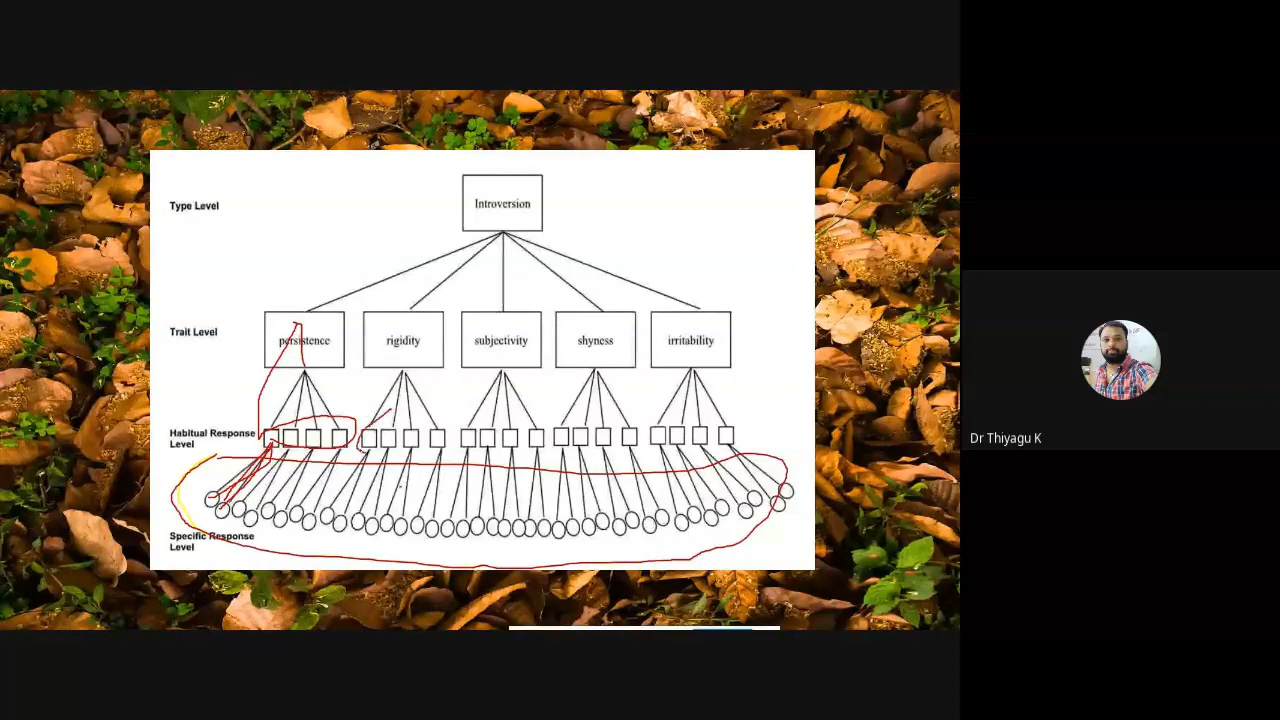 Type Level
Introversion
Trait Level
persistence
rigidity
subjectivity
shyness
irritability
Habitual Response
Level
Specific Response
Level
Dr Thiyagu K